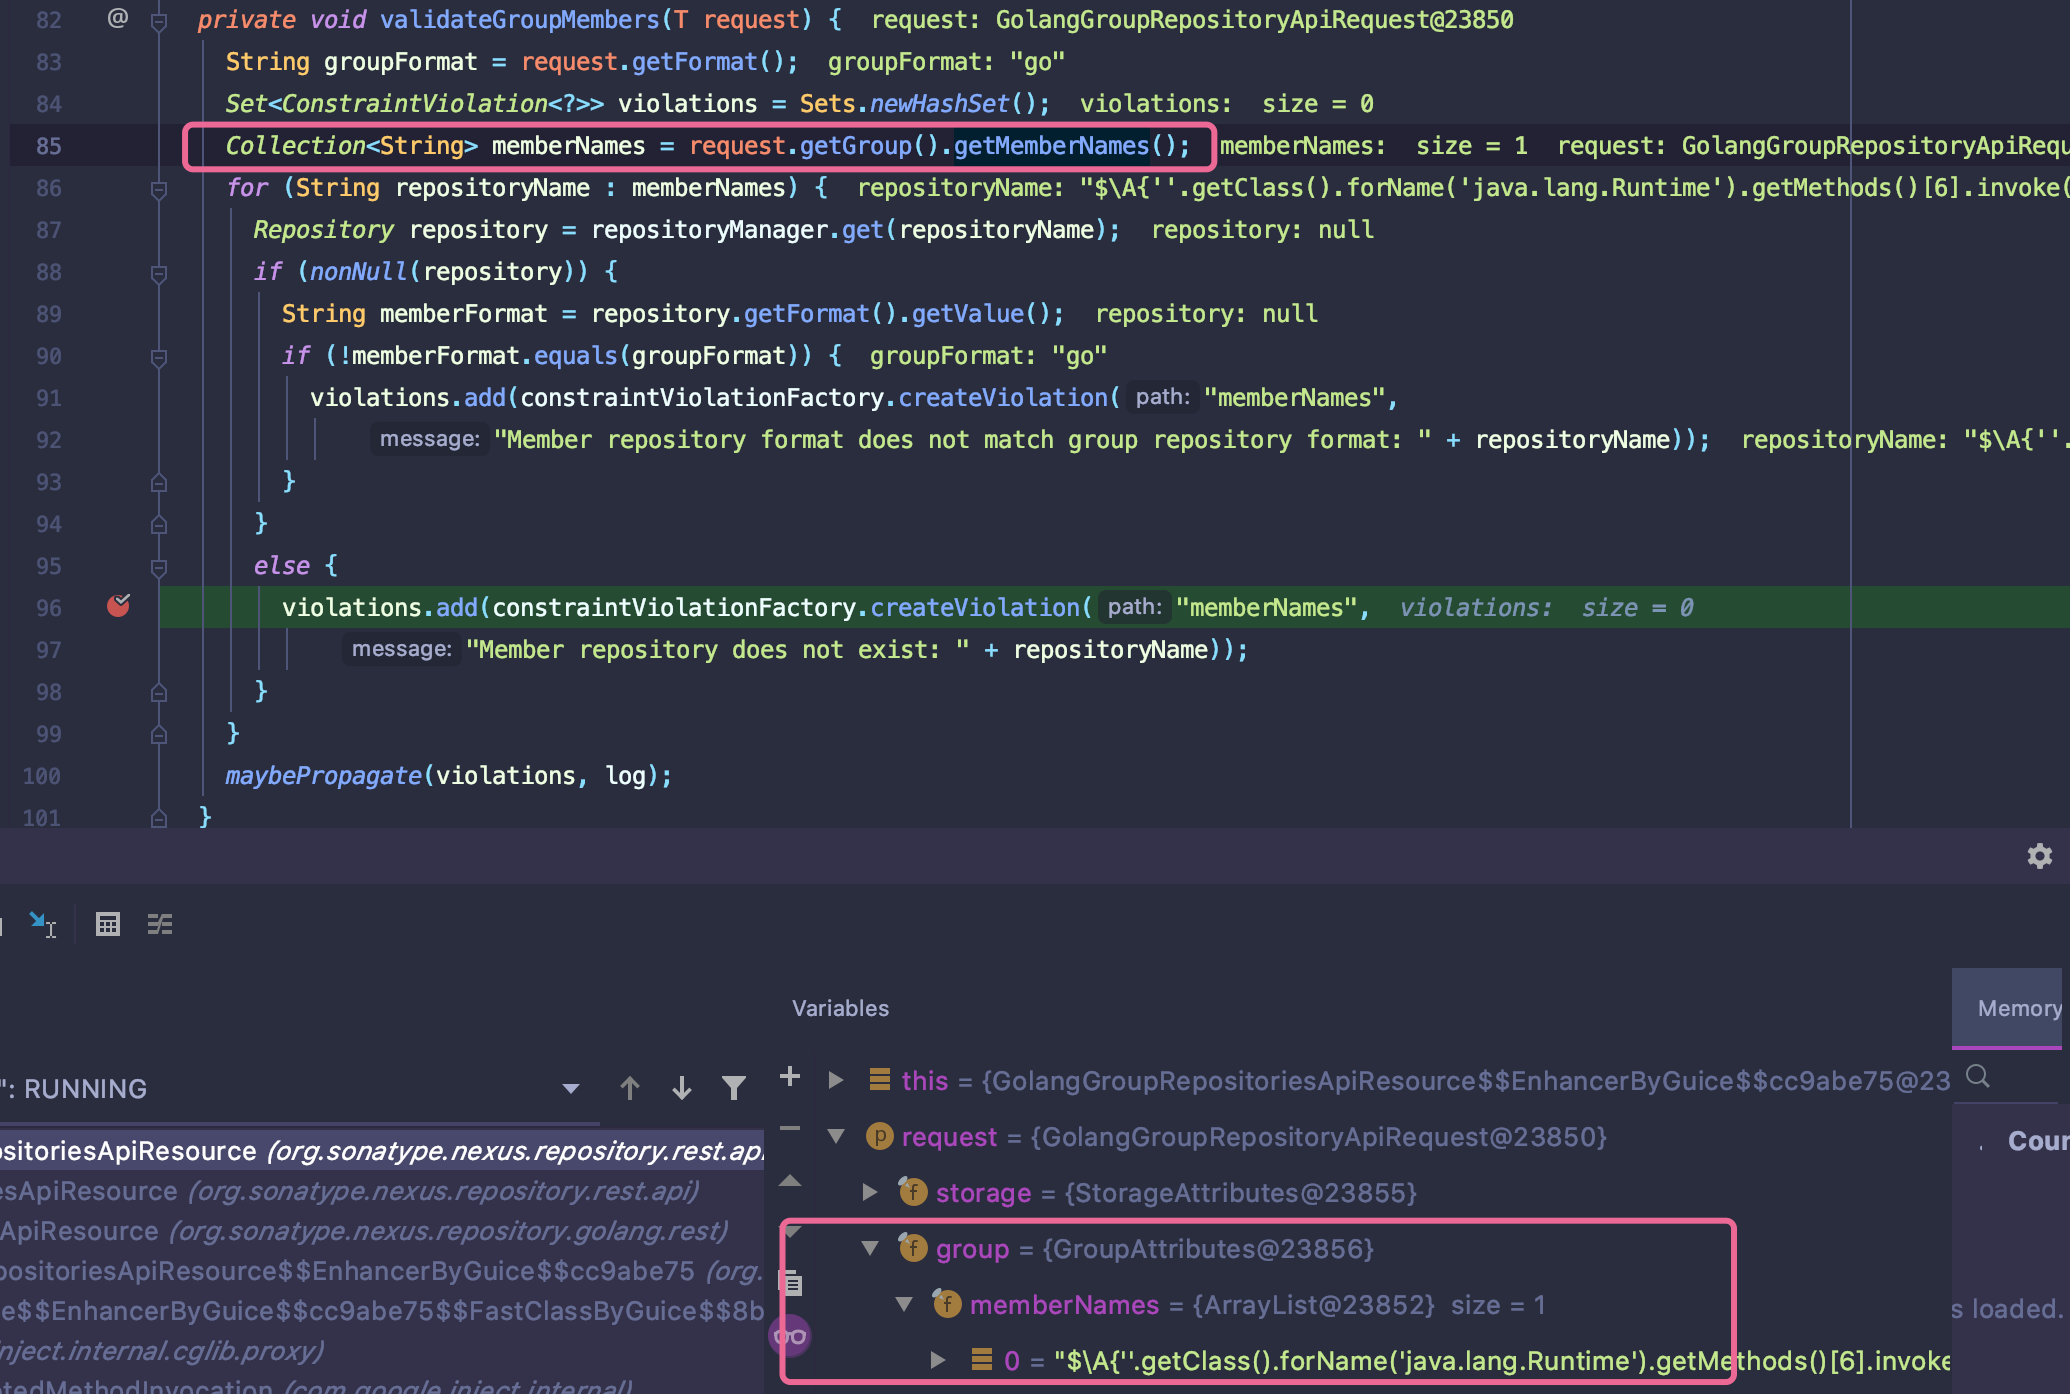 82 @ private void validateGroupMembers(T request) { request: GolangGroupRepositoryApiRequest@23850
83 String groupFormat = request.getFormat(); groupFormat: "go"
84 Set<ConstraintViolation<?>> violations = Sets.newHashSet(); violations: size = 0
85 Collection<String> memberNames = request.getGroup().getMemberNames(); memberNames: size = 1 request: GolangGroupRepositoryApiRequ
86 for (String repositoryName : memberNames) { repositoryName: "$\A{''.getClass().forName('java.lang.Runtime').getMethods()[6].invoke(
87 Repository repository = repositoryManager.get(repositoryName); repository: null
88 if (nonNull(repository)) {
89 String memberFormat = repository.getFormat().getValue(); repository: null
90 if (!memberFormat.equals(groupFormat)) { groupFormat: "go"
91 violations.add(constraintViolationFactory.createViolation( path: "memberNames",
92 message: "Member repository format does not match group repository format: " + repositoryName)); repositoryName: "$\A{''.
93 }
94 }
95 else {
96 violations.add(constraintViolationFactory.createViolation( path: "memberNames", violations: size = 0
97 message: "Member repository does not exist: " + repositoryName));
98 }
99 }
100 maybePropagate(violations, log);
101 }
Variables
Memory
": RUNNING
this = {GolangGroupRepositoriesApiResource$$EnhancerByGuice$$cc9abe75@23
request = {GolangGroupRepositoryApiRequest@23850}
Coun
sitoriesApiResource (org.sonatype.nexus.repository.rest.api
sApiResource (org.sonatype.nexus.repository.rest.api)
storage = {StorageAttributes@23855}
ApiResource (org.sonatype.nexus.repository.golang.rest)
group = {GroupAttributes@23856}
positoriesApiResource$$EnhancerByGuice$$cc9abe75 (org.
memberNames = {ArrayList@23852} size = 1
e$$EnhancerByGuice$$cc9abe75$$FastClassByGuice$$8b
s loaded.
nject.internal.cglib.proxy)
0 = "$\A{''.getClass().forName('java.lang.Runtime').getMethods()[6].invoke
tedMethodInvocation (com.google.inject.internal)